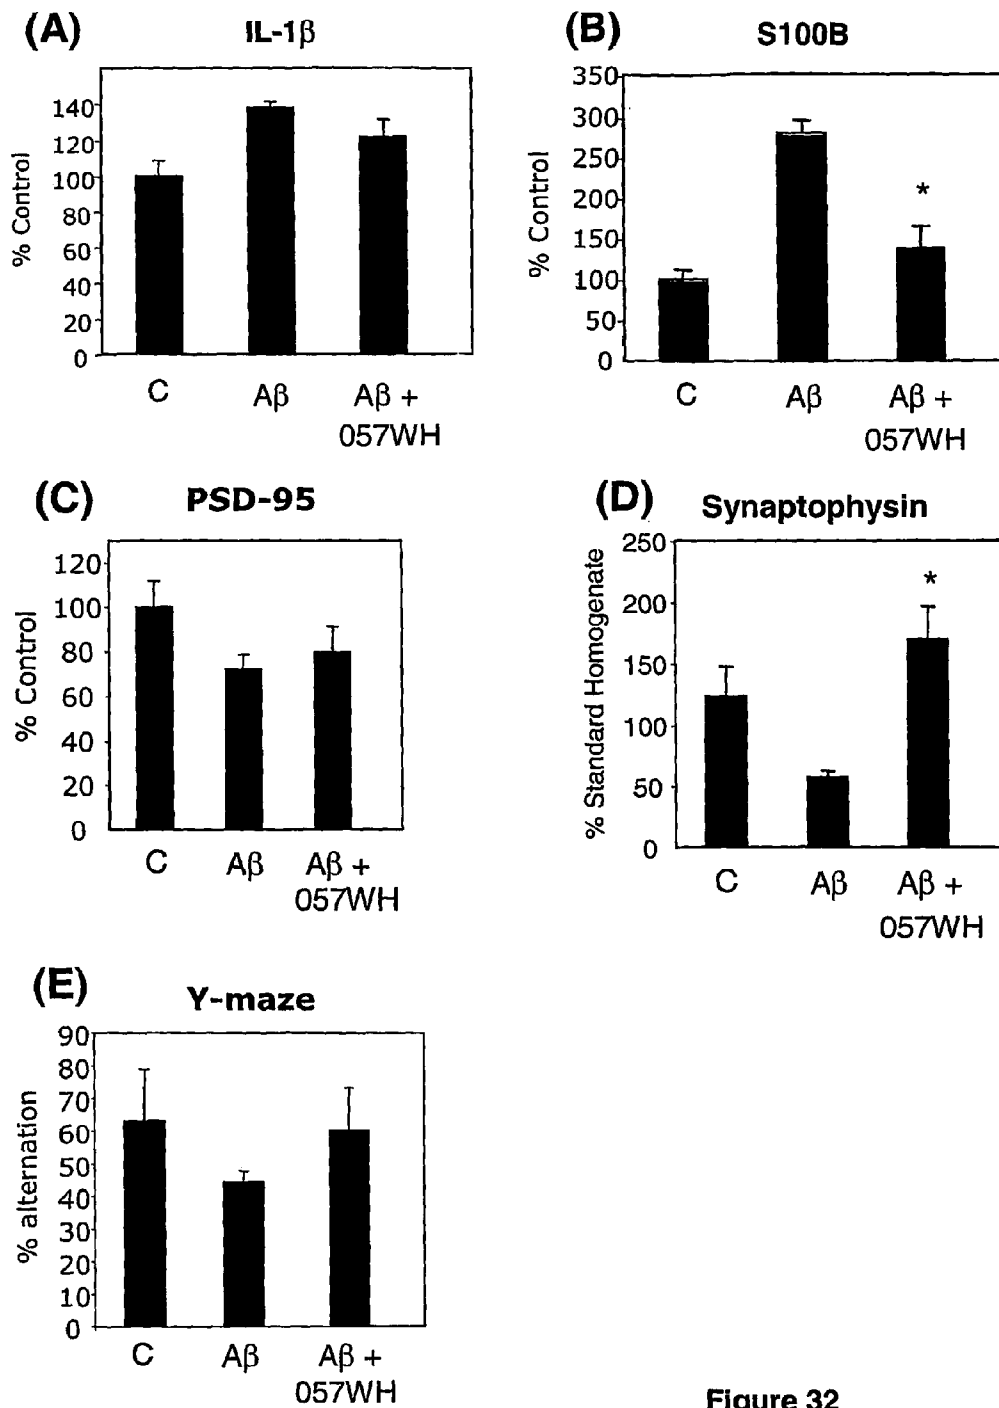 (A)
IL-1β
% Control
140
120
100
80
60
40
20
0
C
Aβ
Aβ +
057WH
(B)
S100B
% Control
350
300
250
200
150
100
50
0
*
C
Aβ
Aβ +
057WH
(C)
PSD-95
% Control
120
100
80
60
40
20
0
C
Aβ
Aβ +
057WH
(D)
Synaptophysin
% Standard Homogenate
250
200
150
100
50
0
*
C
Aβ
Aβ +
057WH
(E)
Y-maze
% alternation
90
80
70
60
50
40
30
20
10
0
C
Aβ
Aβ +
057WH
Figure 32